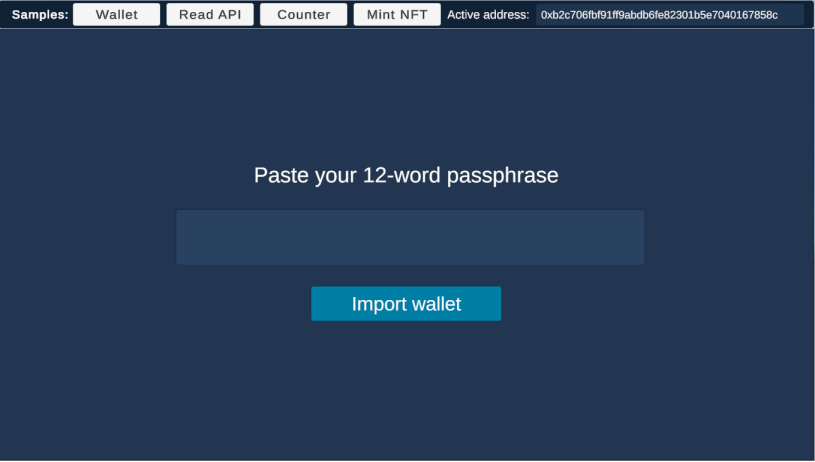 Samples: Wallet Read API Counter Mint NFT Active address: 0xb2c706fbf91ff9abdb6fe82301b5e7040167858c
Paste your 12-word passphrase
Import wallet